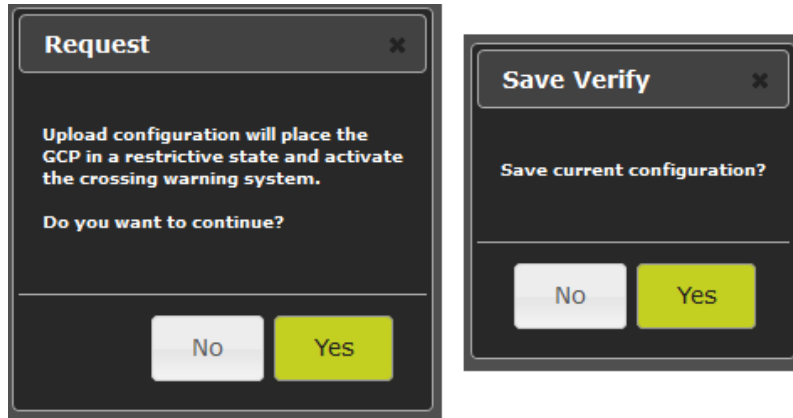 Request
Upload configuration will place the
GCP in a restrictive state and activate
the crossing warning system.
Do you want to continue?
No Yes
Save Verify
Save current configuration?
No Yes